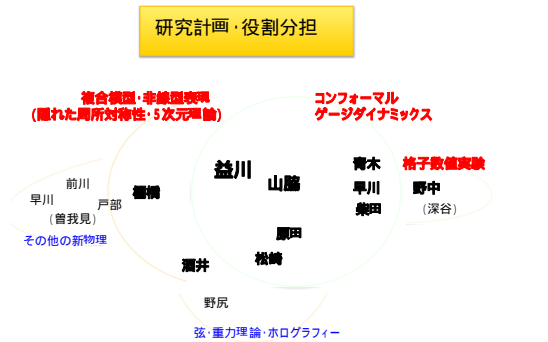 研究計画・役割分担
複合模型・非線型表現
(隠れた局所対称性・5次元理論)
コンフォーマル
ゲージダイナミックス
益川
山脇
青木
格子数値実験
前川
早川
戸部
棚橋
早川
野中
(曽我見)
柴田
(深谷)
その他の新物理
原田
酒井
松崎
野尻
弦・重力理論・ホログラフィー